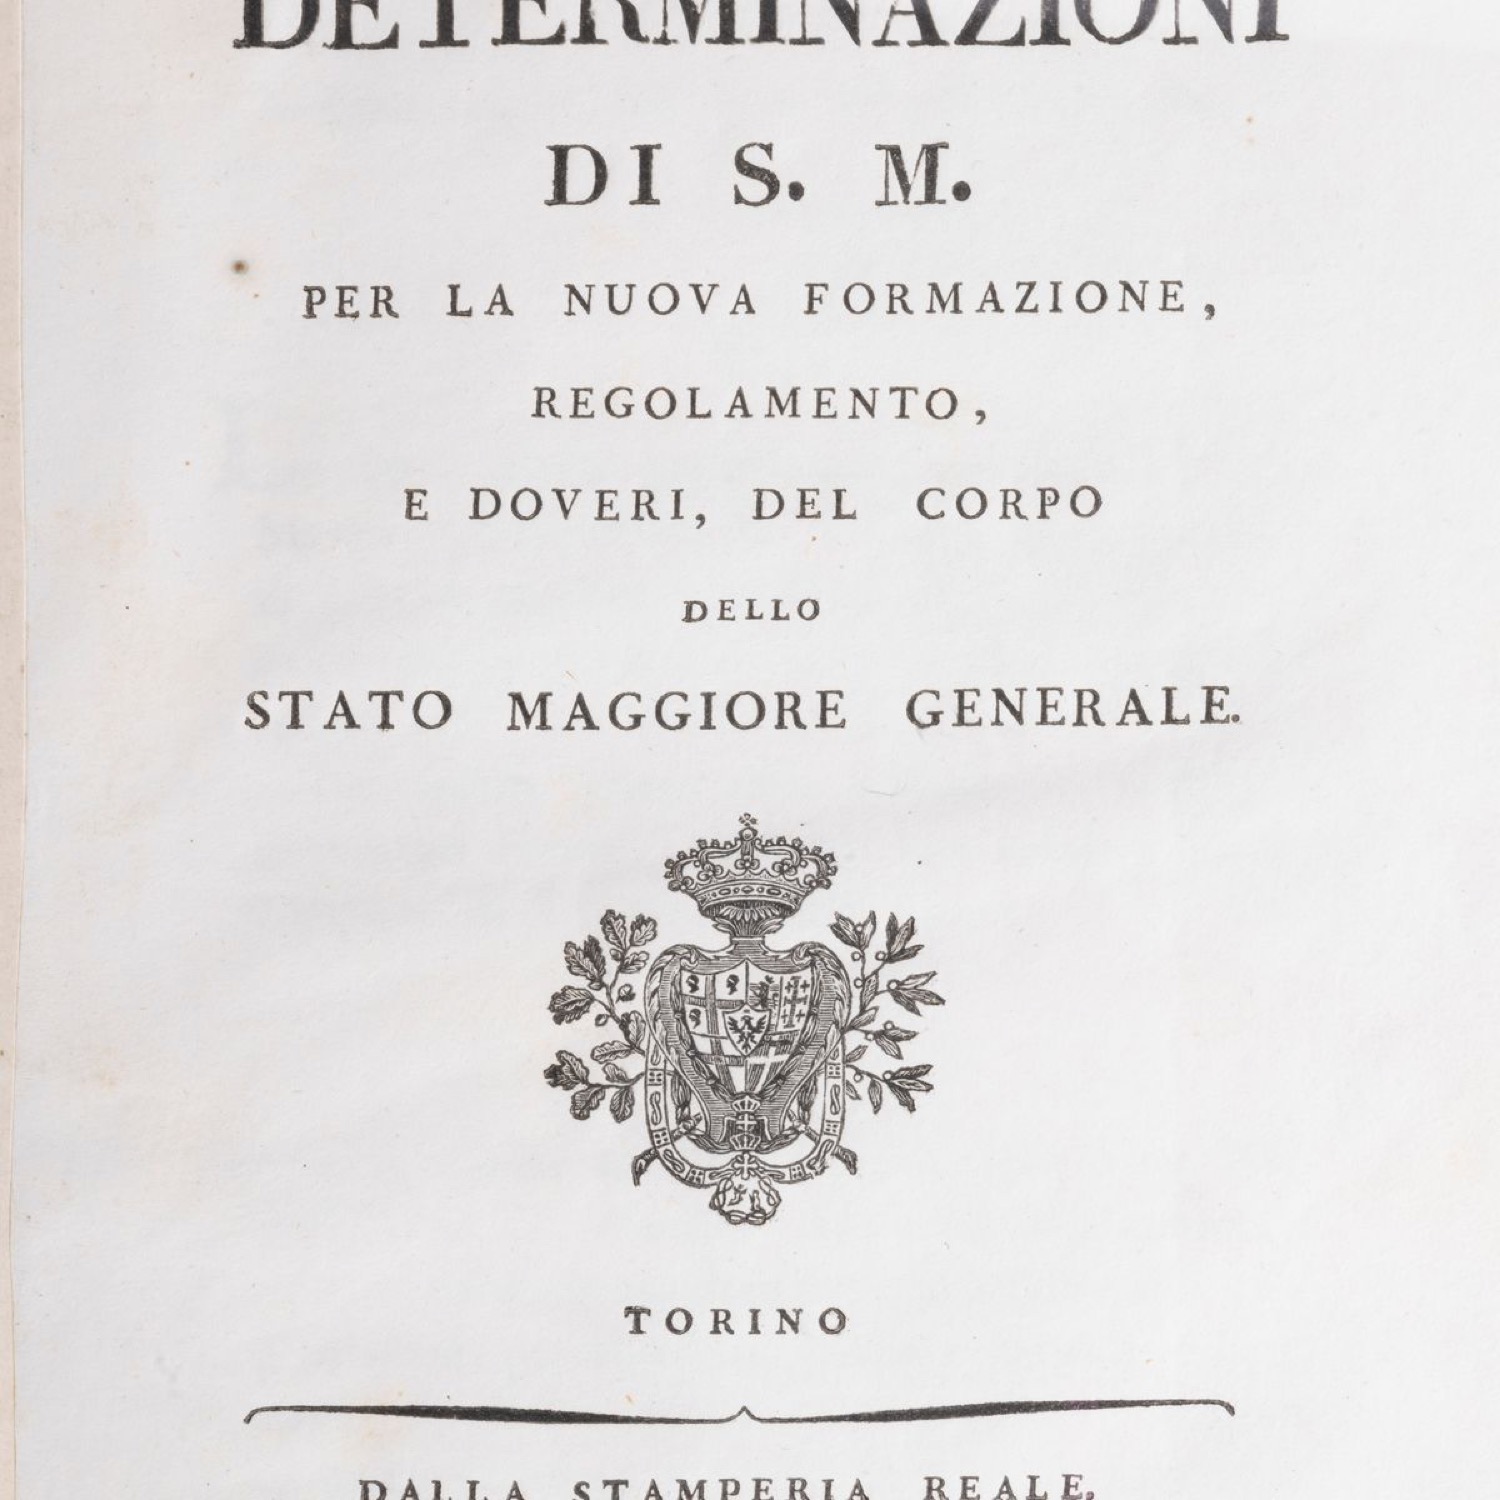 DETERMINAZIONI
DI S. M.
PER LA NUOVA FORMAZIONE,
REGOLAMENTO,
E DOVERI, DEL CORPO
DELLO
STATO MAGGIORE GENERALE.
TORINO
DALLA STAMPERIA REALE.